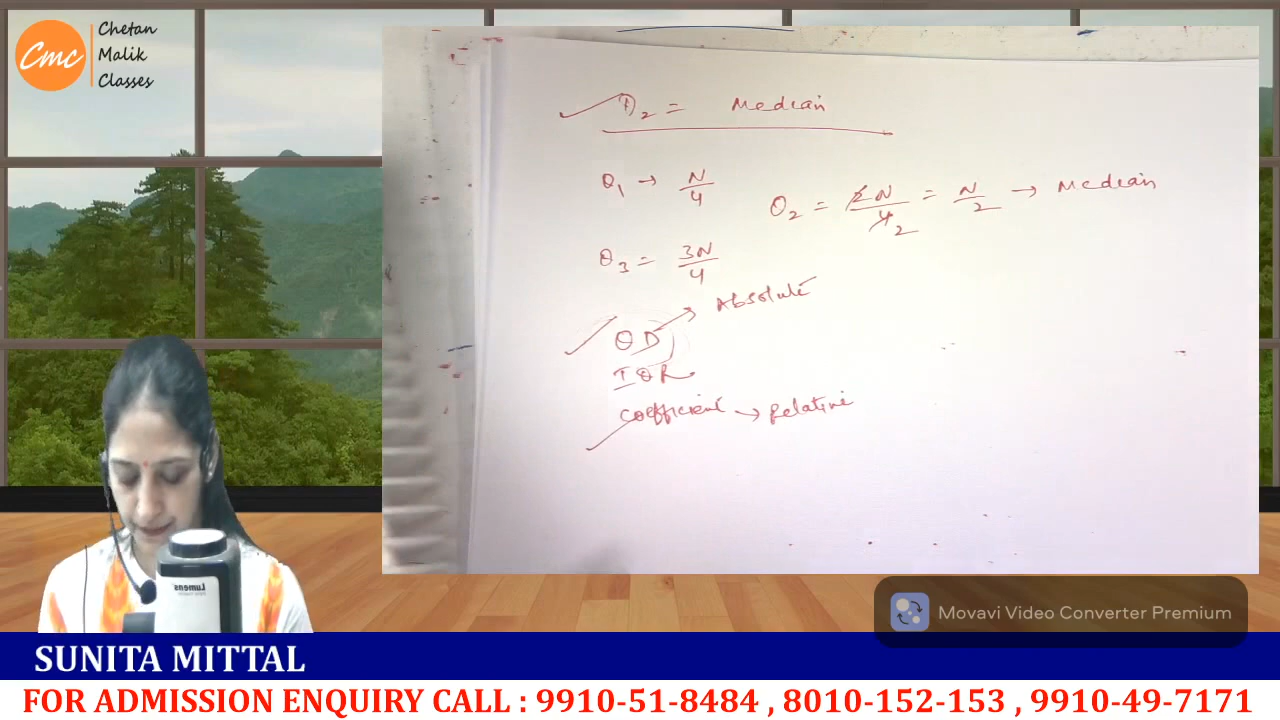 Chetan
Malik
Classes
cmc
Q₂ = Median
Q₁ → N/4
Q₂ = 2N/4 2 = N/2 → Median
Q₃ = 3N/4
QD → Absolute
IQR
coefficient → Relative
Lumens
Movavi Video Converter Premium
SUNITA MITTAL
FOR ADMISSION ENQUIRY CALL : 9910-51-8484 , 8010-152-153 , 9910-49-7171